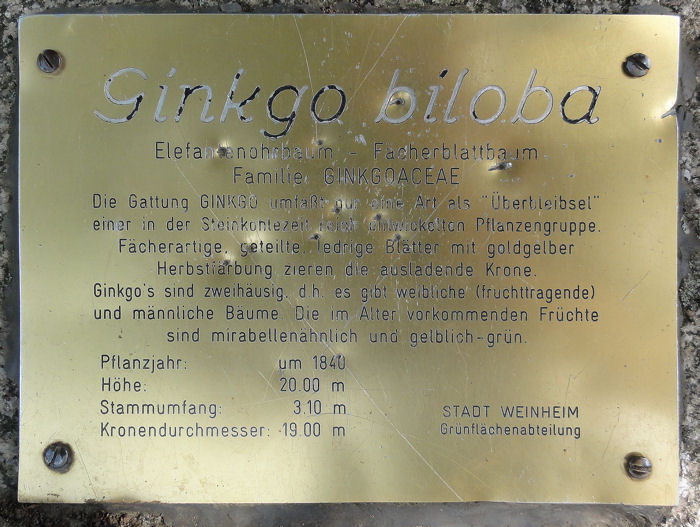 Ginkgo biloba
Elefantenohrbaum - Fächerblattbaum
Familie: GINKGOACEAE
Die Gattung GINKGO umfaßt nur eine Art als "Überbleibsel"
einer in der Steinkohlezeit reich entwickelten Pflanzengruppe.
Fächerartige, geteilte, ledrige Blätter mit goldgelber
Herbstfärbung zieren die ausladende Krone.
Ginkgo's sind zweihäusig, d.h. es gibt weibliche (fruchttragende)
und männliche Bäume. Die im Alter vorkommenden Früchte
sind mirabellenähnlich und gelblich-grün.
Pflanzjahr: um 1840
Höhe: 20.00 m
Stammumfang: 3.10 m
Kronendurchmesser: 19.00 m
STADT WEINHEIM
Grünflächenabteilung